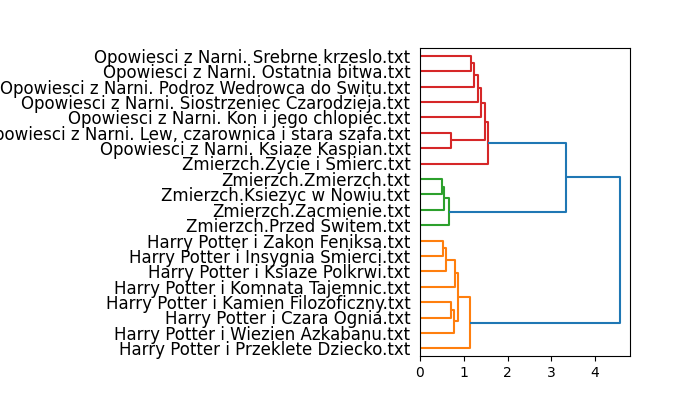 Opowiesci z Narni. Srebrne krzeslo.txt
Opowiesci z Narni. Ostatnia bitwa.txt
Opowiesci z Narni. Podroz Wedrowca do Switu.txt
Opowiesci z Narni. Siostrzeniec Czarodzieja.txt
Opowiesci z Narni. Kon i jego chlopiec.txt
powiesci z Narni. Lew, czarownica i stara szafa.txt
Opowiesci z Narni. Ksiaze Kaspian.txt
Zmierzch.Zycie i Smierc.txt
Zmierzch.Zmierzch.txt
Zmierzch.Ksiezyc w Nowiu.txt
Zmierzch.Zacmienie.txt
Zmierzch.Przed Switem.txt
Harry Potter i Zakon Feniksa.txt
Harry Potter i Insygnia Smierci.txt
Harry Potter i Ksiaze Polkrwi.txt
Harry Potter i Komnata Tajemnic.txt
Harry Potter i Kamien Filozoficzny.txt
Harry Potter i Czara Ognia.txt
Harry Potter i Wiezien Azkabanu.txt
Harry Potter i Przeklete Dziecko.txt
0 1 2 3 4